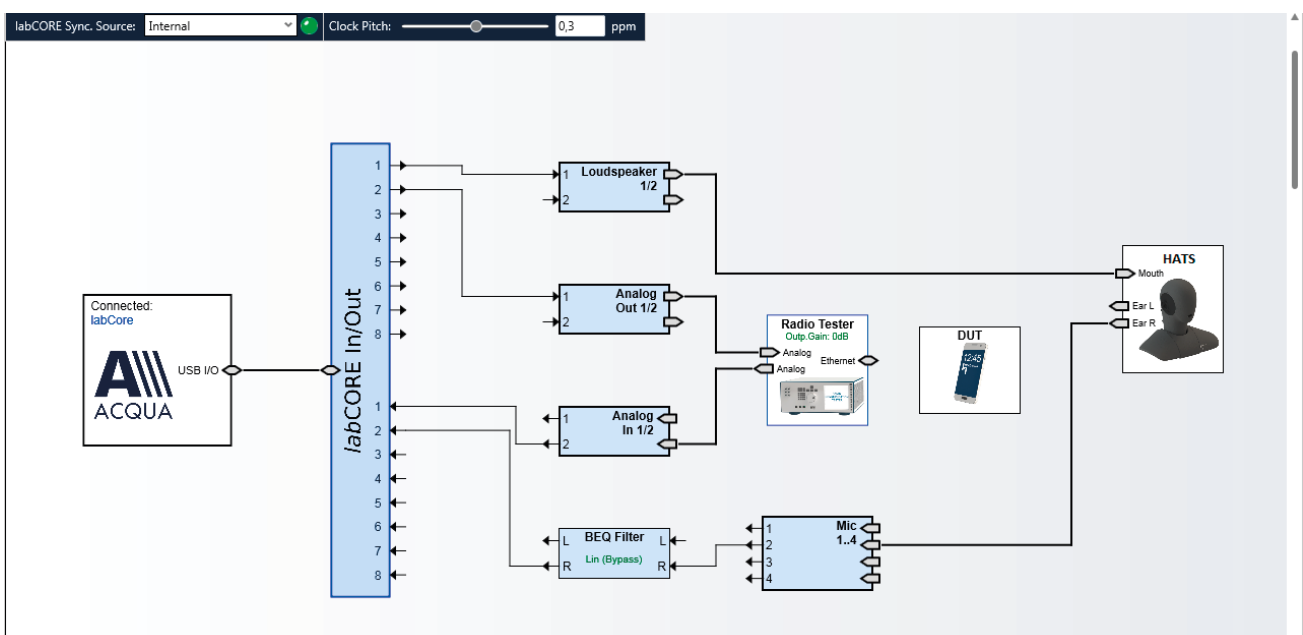 labCORE Sync. Source:
Internal
Clock Pitch:
0,3
ppm
Connected:
labCore
ACQUA
USB I/O
labCORE In/Out
1
2
3
4
5
6
7
8
1
2
3
4
5
6
7
8
Loudspeaker
1/2
1
2
Analog
Out 1/2
1
2
Analog
In 1/2
1
2
BEQ Filter
Lin (Bypass)
L
R
L
R
Mic
1..4
1
2
3
4
Radio Tester
Outp.Gain: 0dB
Analog
Analog
Ethernet
DUT
12:45
HATS
Mouth
Ear L
Ear R